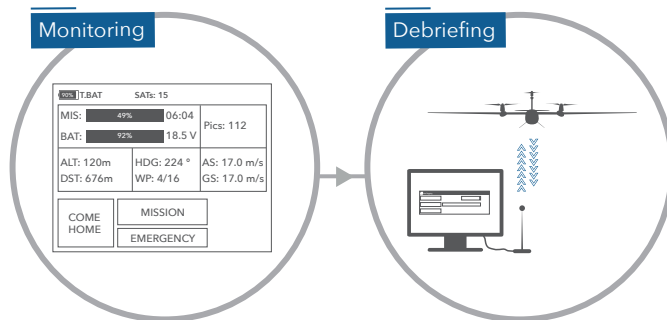 Monitoring
Debriefing
90% T.BAT SATs: 15
MIS: 49% 06:04
BAT: 92% 18.5 V
Pics: 112
ALT: 120m HDG: 224 ° AS: 17.0 m/s
DST: 676m WP: 4/16 GS: 17.0 m/s
COME
HOME
MISSION
EMERGENCY